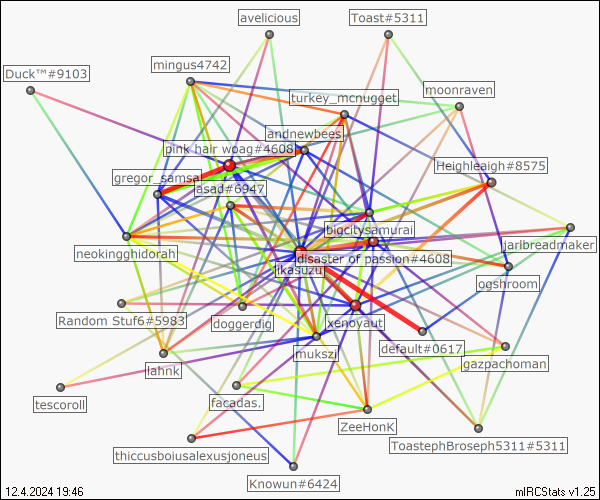 avelicious
Toast#5311
mingus4742
Duck™#9103
moonraven
turkey_mcnugget
andnewbees
pink hair woag#4608
Heighleaigh#8575
gregor_samsa
asad#6947
bigcitysamurai
jarlbreadmaker
neokingghidorah
disaster of passion#4608
jkasuzu
ogshroom
Random Stuf6#5983
doggerdig
xenovaut
default#0617
mukszi
gazpachoman
lahnk
tescoroll
facadas.
ZeeHonK
ToastephBroseph5311#5311
thiccusboiusalexusjoneus
Knowun#6424
12.4.2024 19:46
mIRCStats v1.25